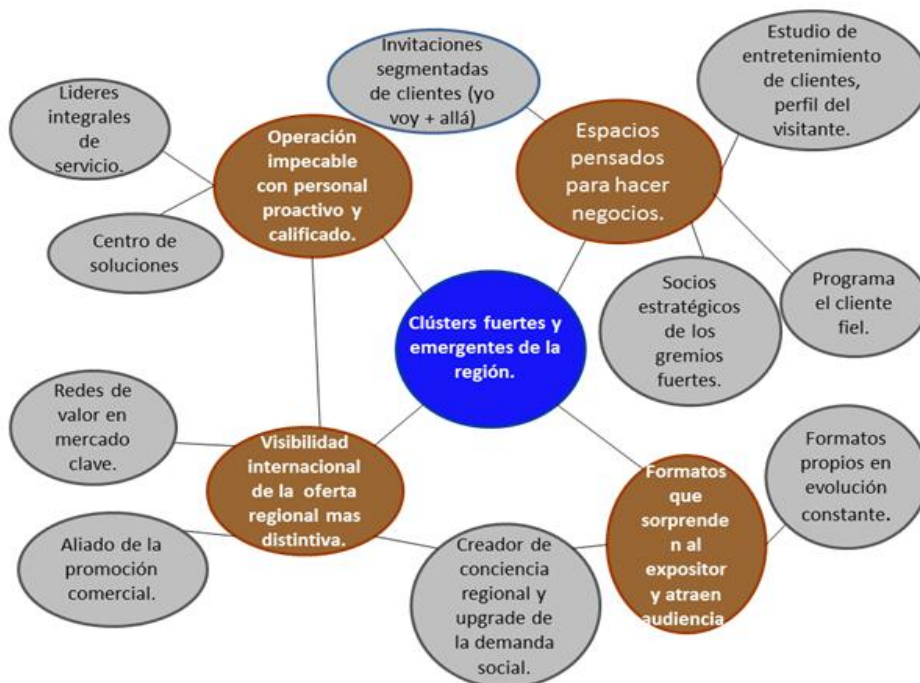 Invitaciones
segmentadas
de clientes (yo
voy + allá)
Estudio de
entretenimiento
de clientes,
perfil del
visitante.
Lideres
integrales
de
servicio.
Operación
impecable
con personal
proactivo y
calificado.
Espacios
pensados
para hacer
negocios.
Centro de
soluciones
Clústers fuertes y
emergentes de la
región.
Socios
estratégicos
de los
gremios
fuertes.
Programa
el cliente
fiel.
Redes de
valor en
mercado
clave.
Visibilidad
internacional
de la oferta
regional mas
distintiva.
Formatos
que
sorprende
n al
expositor
y atraen
audiencia
Formatos
propios en
evolución
constante.
Aliado de la
promoción
comercial.
Creador de
conciencia
regional y
upgrade de
la demanda
social.